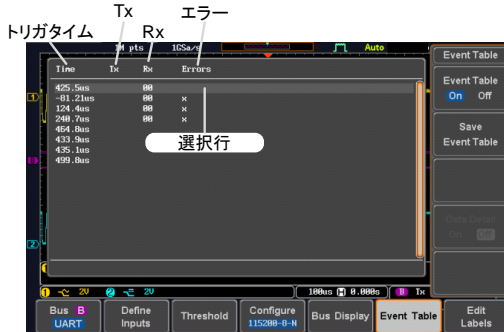 Tx エラー
トリガタイム Rx
1M pts 1GSa/s Auto
Event Table
Time Tx Rx Errors
Event Table
On Off
425.5us 00
-81.21us 00 x
124.4us 00 x
240.7us 00 x
464.8us
433.9us
435.1us
499.8us
選択行
Save
Event Table
Data Detail
On Off
1 2V 2 2V 100us H 0.000s B Tx
Bus B
UART
Define
Inputs
Threshold
Configure
115200-8-N
Bus Display
Event Table
Edit
Labels